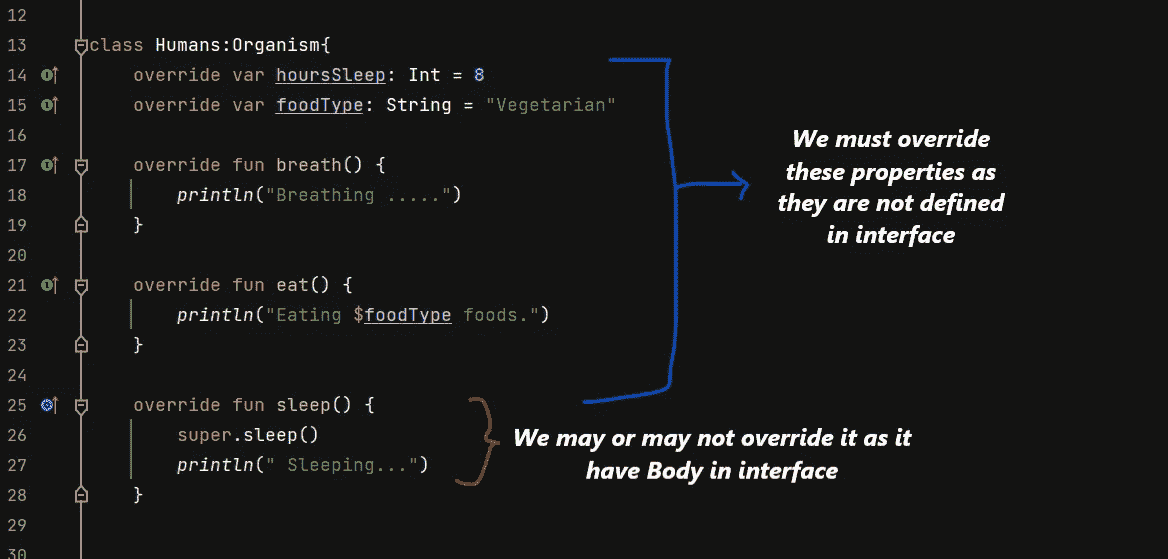 12
13 class Humans:Organism{
14 override var hoursSleep: Int = 8
15 override var foodType: String = "Vegetarian"
16
17 override fun breath() {
18 println("Breathing .....")
19 }
20
21 override fun eat() {
22 println("Eating $foodType foods.")
23 }
24
25 override fun sleep() {
26 super.sleep()
27 println(" Sleeping...")
28 }
29
30
We must override
these properties as
they are not defined
in interface
We may or may not override it as it
have Body in interface